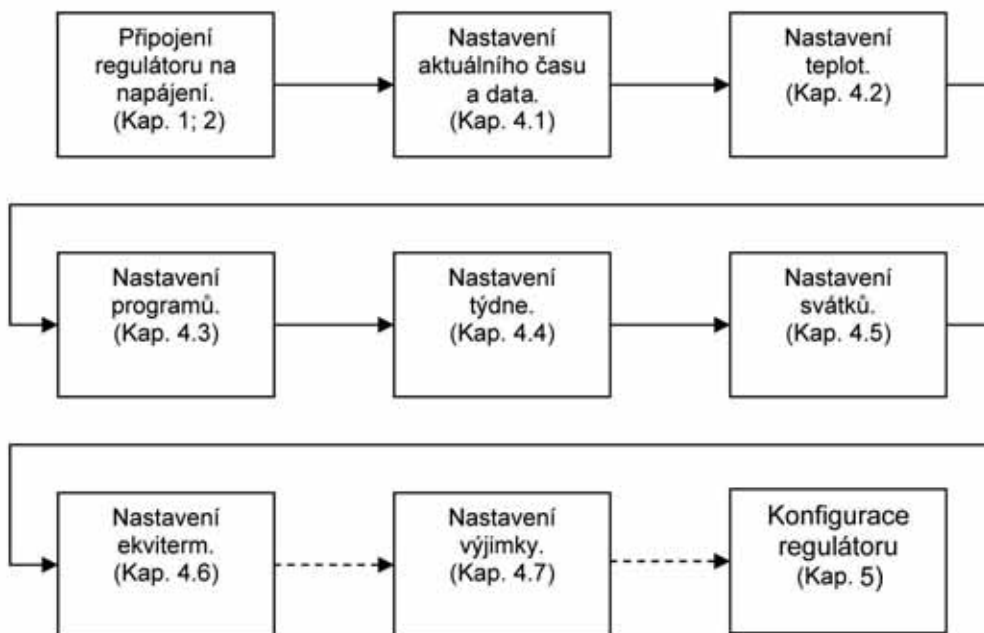 Připojení
regulátoru na
napájení.
(Kap. 1; 2)
Nastavení
aktuálního času
a data.
(Kap. 4.1)
Nastavení
teplot.
(Kap. 4.2)
Nastavení
programů.
(Kap. 4.3)
Nastavení
týdne.
(Kap. 4.4)
Nastavení
svátků.
(Kap. 4.5)
Nastavení
ekviterm.
(Kap. 4.6)
Nastavení
výjimky.
(Kap. 4.7)
Konfigurace
regulátoru
(Kap. 5)